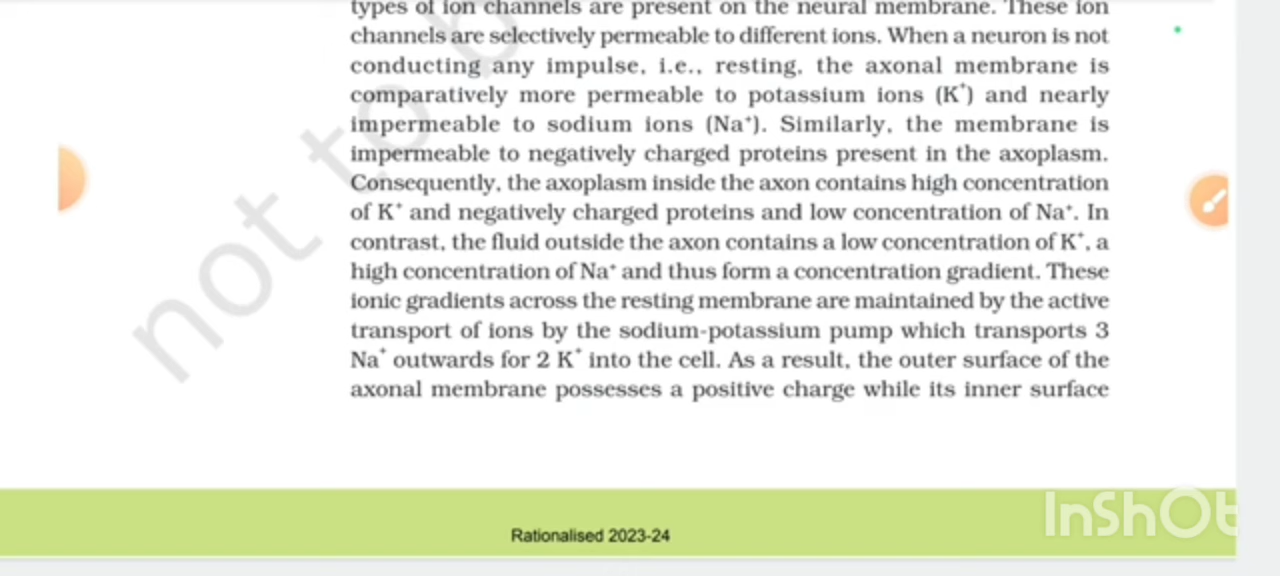 types of ion channels are present on the neural membrane. These ion
channels are selectively permeable to different ions. When a neuron is not
conducting any impulse, i.e., resting, the axonal membrane is
comparatively more permeable to potassium ions (K⁺) and nearly
impermeable to sodium ions (Na⁺). Similarly, the membrane is
impermeable to negatively charged proteins present in the axoplasm.
Consequently, the axoplasm inside the axon contains high concentration
of K⁺ and negatively charged proteins and low concentration of Na⁺. In
contrast, the fluid outside the axon contains a low concentration of K⁺, a
high concentration of Na⁺ and thus form a concentration gradient. These
ionic gradients across the resting membrane are maintained by the active
transport of ions by the sodium-potassium pump which transports 3
Na⁺ outwards for 2 K⁺ into the cell. As a result, the outer surface of the
axonal membrane possesses a positive charge while its inner surface
not to b
Rationalised 2023-24
InShOt